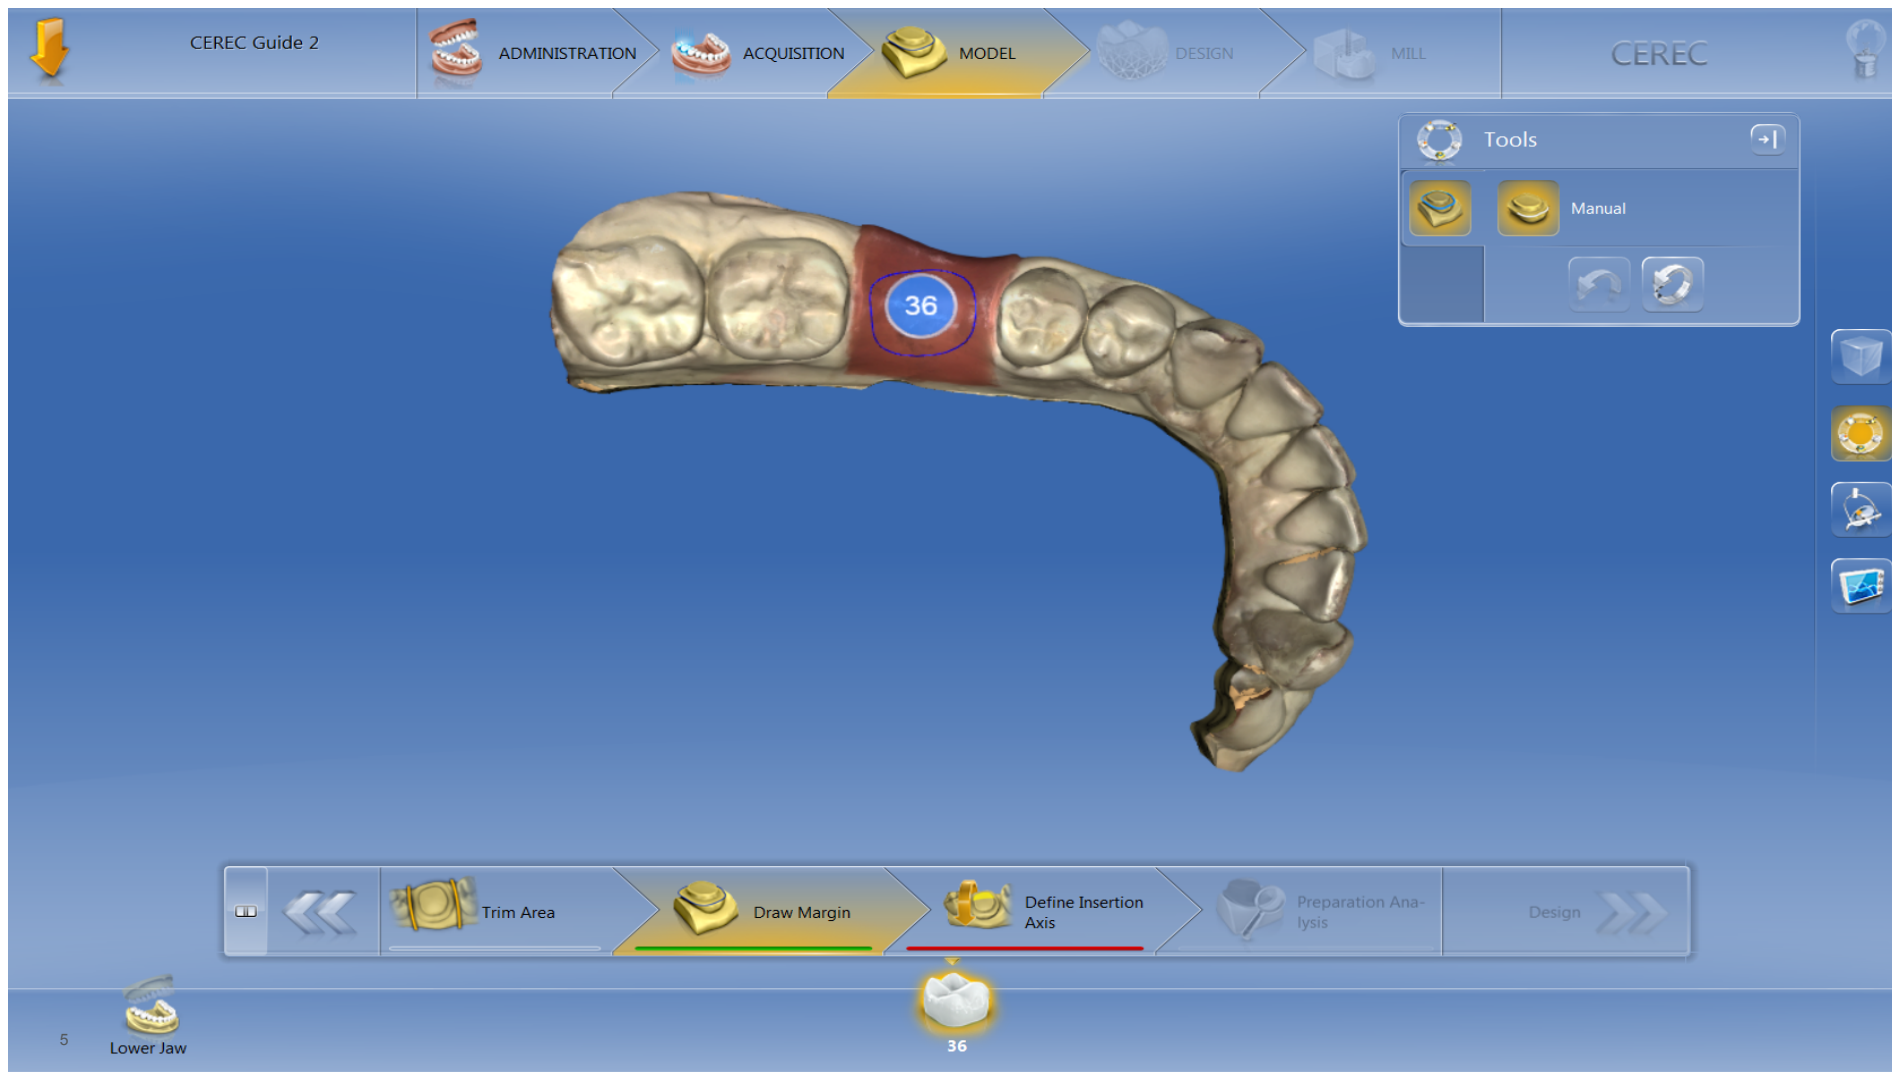 CEREC Guide 2
ADMINISTRATION
ACQUISITION
MODEL
DESIGN
MILL
CEREC
Tools
Manual
36
Trim Area
Draw Margin
Define Insertion
Axis
Preparation Ana-
lysis
Design
5
Lower Jaw
36